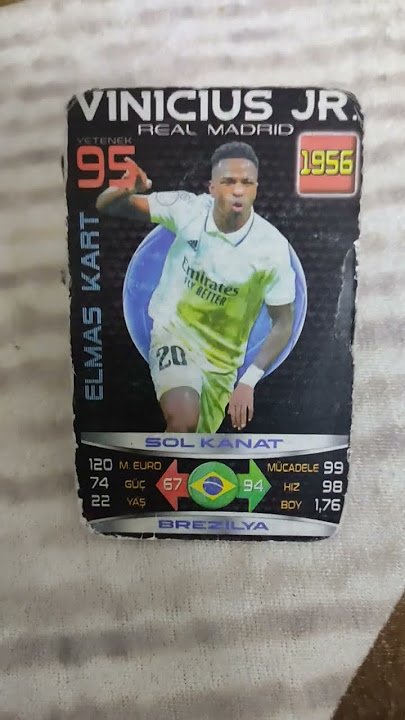 VINICIUS JR.
REAL MADRID
YETENEK
95
1956
ELMAS KART
Emirates
FLY BETTER
20
SOL KANAT
120 M. EURO
74 GÜÇ
22 YAŞ
67
94
MÜCADELE 99
HIZ 98
BOY 1,76
BREZİLYA